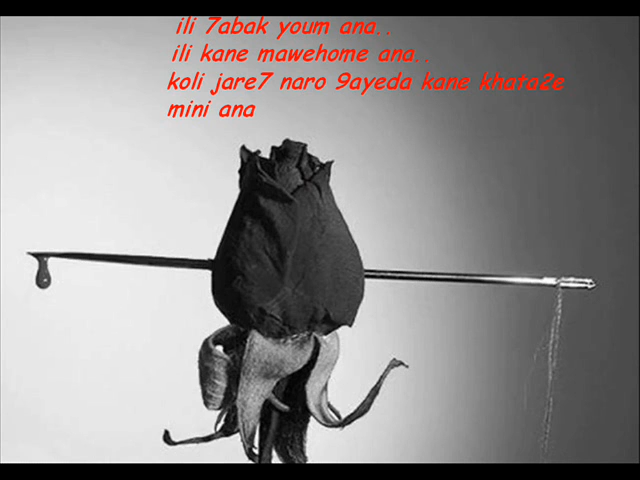 ili 7abak youm ana..
ili kane mawehome ana..
koli jare7 naro 9ayeda kane khata2e
mini ana